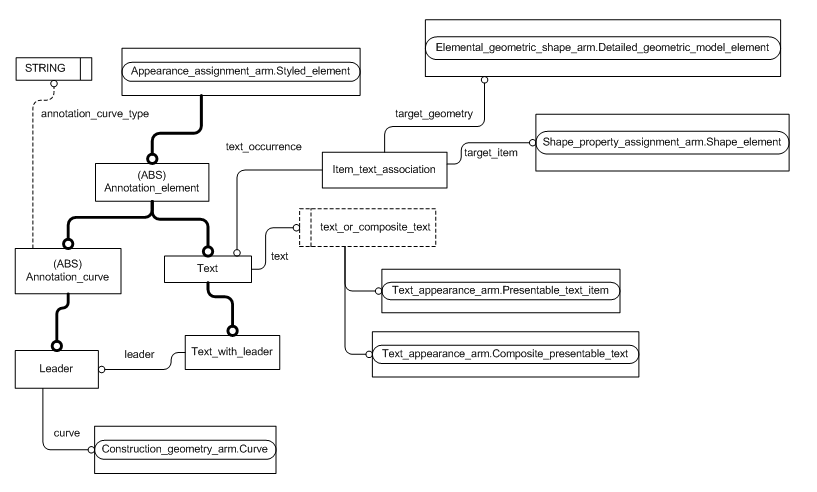 Elemental_geometric_shape_arm.Detailed_geometric_model_element
STRING
Appearance_assignment_arm.Styled_element
annotation_curve_type
target_geometry
text_occurrence
Shape_property_assignment_arm.Shape_element
target_item
Item_text_association
(ABS)
Annotation_element
text_or_composite_text
text
(ABS)
Annotation_curve
Text
Text_appearance_arm.Presentable_text_item
leader
Text_with_leader
Text_appearance_arm.Composite_presentable_text
Leader
curve
Construction_geometry_arm.Curve